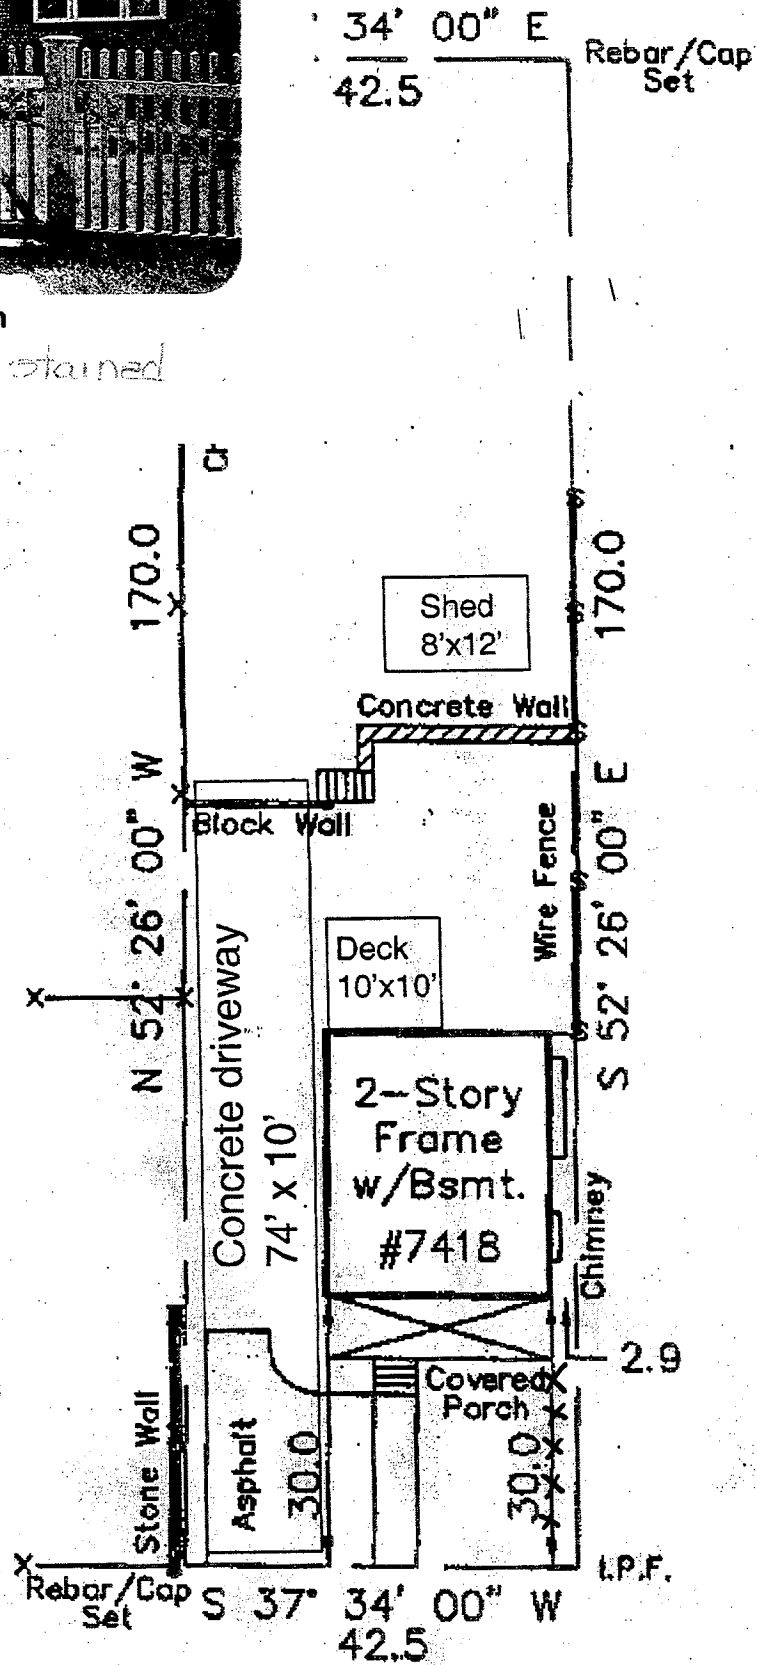 34' 00" E
42.5
Rebar/Cap
Set
stained
170.0
170.0
Shed
8'x12'
Concrete Wall
N 52° 26' 00" W
Block Wall
Wire Fence
S 52° 26' 00" E
Deck
10'x10'
Concrete driveway
74' x 10'
2-Story
Frame
w/Bsmt.
#7418
Chimney
2.9
Covered
Porch
Stone Wall
Asphalt
30.0
30.0
Rebar/Cap
Set
S 37° 34' 00" W
42.5
I.P.F.